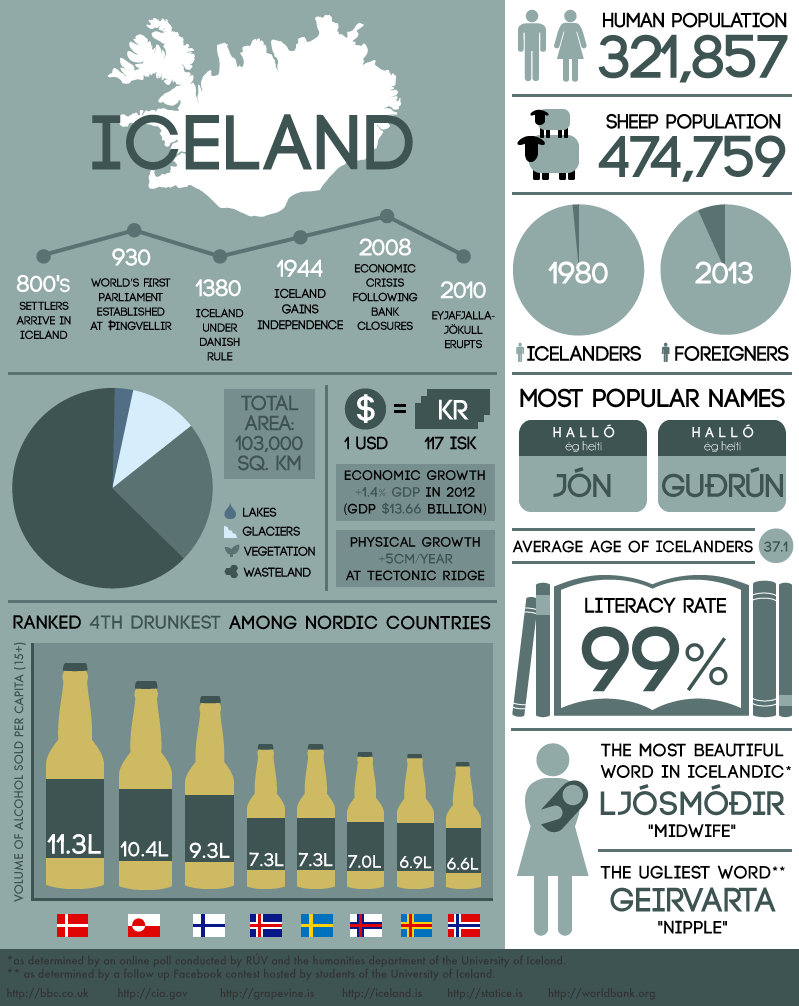 ICELAND
800'S
SETTLERS
ARRIVE IN
ICELAND
930
WORLD'S FIRST
PARLIAMENT
ESTABLISHED
AT ÞINGVELLIR
1380
ICELAND
UNDER
DANISH
RULE
1944
ICELAND
GAINS
INDEPENDENCE
2008
ECONOMIC
CRISIS
FOLLOWING
BANK
CLOSURES
2010
EYJAFJALLA-
JÖKULL
ERUPTS
TOTAL
AREA:
103,000
SQ. KM
LAKES
GLACIERS
VEGETATION
WASTELAND
$ = KR
1 USD 117 ISK
ECONOMIC GROWTH
+1.4% GDP IN 2012
(GDP $13.66 BILLION)
PHYSICAL GROWTH
+5CM/YEAR
AT TECTONIC RIDGE
RANKED 4TH DRUNKEST AMONG NORDIC COUNTRIES
VOLUME OF ALCOHOL SOLD PER CAPITA (15+)
11.3L 10.4L 9.3L 7.3L 7.3L 7.0L 6.9L 6.6L
HUMAN POPULATION
321,857
SHEEP POPULATION
474,759
1980 2013
ICELANDERS FOREIGNERS
MOST POPULAR NAMES
HALLÓ
ég heiti
JÓN
HALLÓ
ég heiti
GUÐRÚN
AVERAGE AGE OF ICELANDERS 37.1
LITERACY RATE
99%
THE MOST BEAUTIFUL
WORD IN ICELANDIC*
LJÓSMÓÐIR
"MIDWIFE"
THE UGLIEST WORD**
GEIRVARTA
"NIPPLE"
*as determined by an online poll conducted by RÚV and the humanities department of the University of Iceland.
** as determined by a follow up Facebook contest hosted by students of the University of Iceland.
http://bbc.co.uk http://cia.gov http://grapevine.is http://iceland.is http://statice.is http://worldbank.org